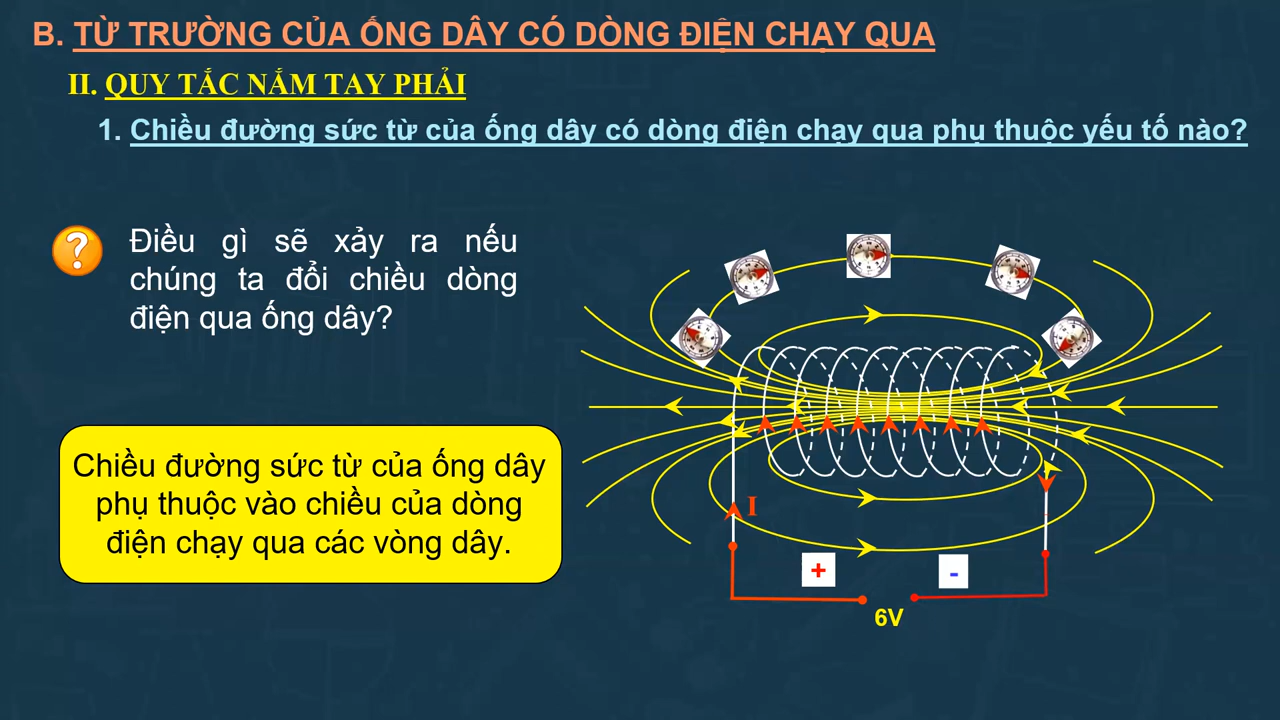 B. TỪ TRƯỜNG CỦA ỐNG DÂY CÓ DÒNG ĐIỆN CHẠY QUA
II. QUY TẮC NẮM TAY PHẢI
1. Chiều đường sức từ của ống dây có dòng điện chạy qua phụ thuộc yếu tố nào?
?
Điều gì sẽ xảy ra nếu
chúng ta đổi chiều dòng
điện qua ống dây?
Chiều đường sức từ của ống dây
phụ thuộc vào chiều của dòng
điện chạy qua các vòng dây.
I
+
-
6V